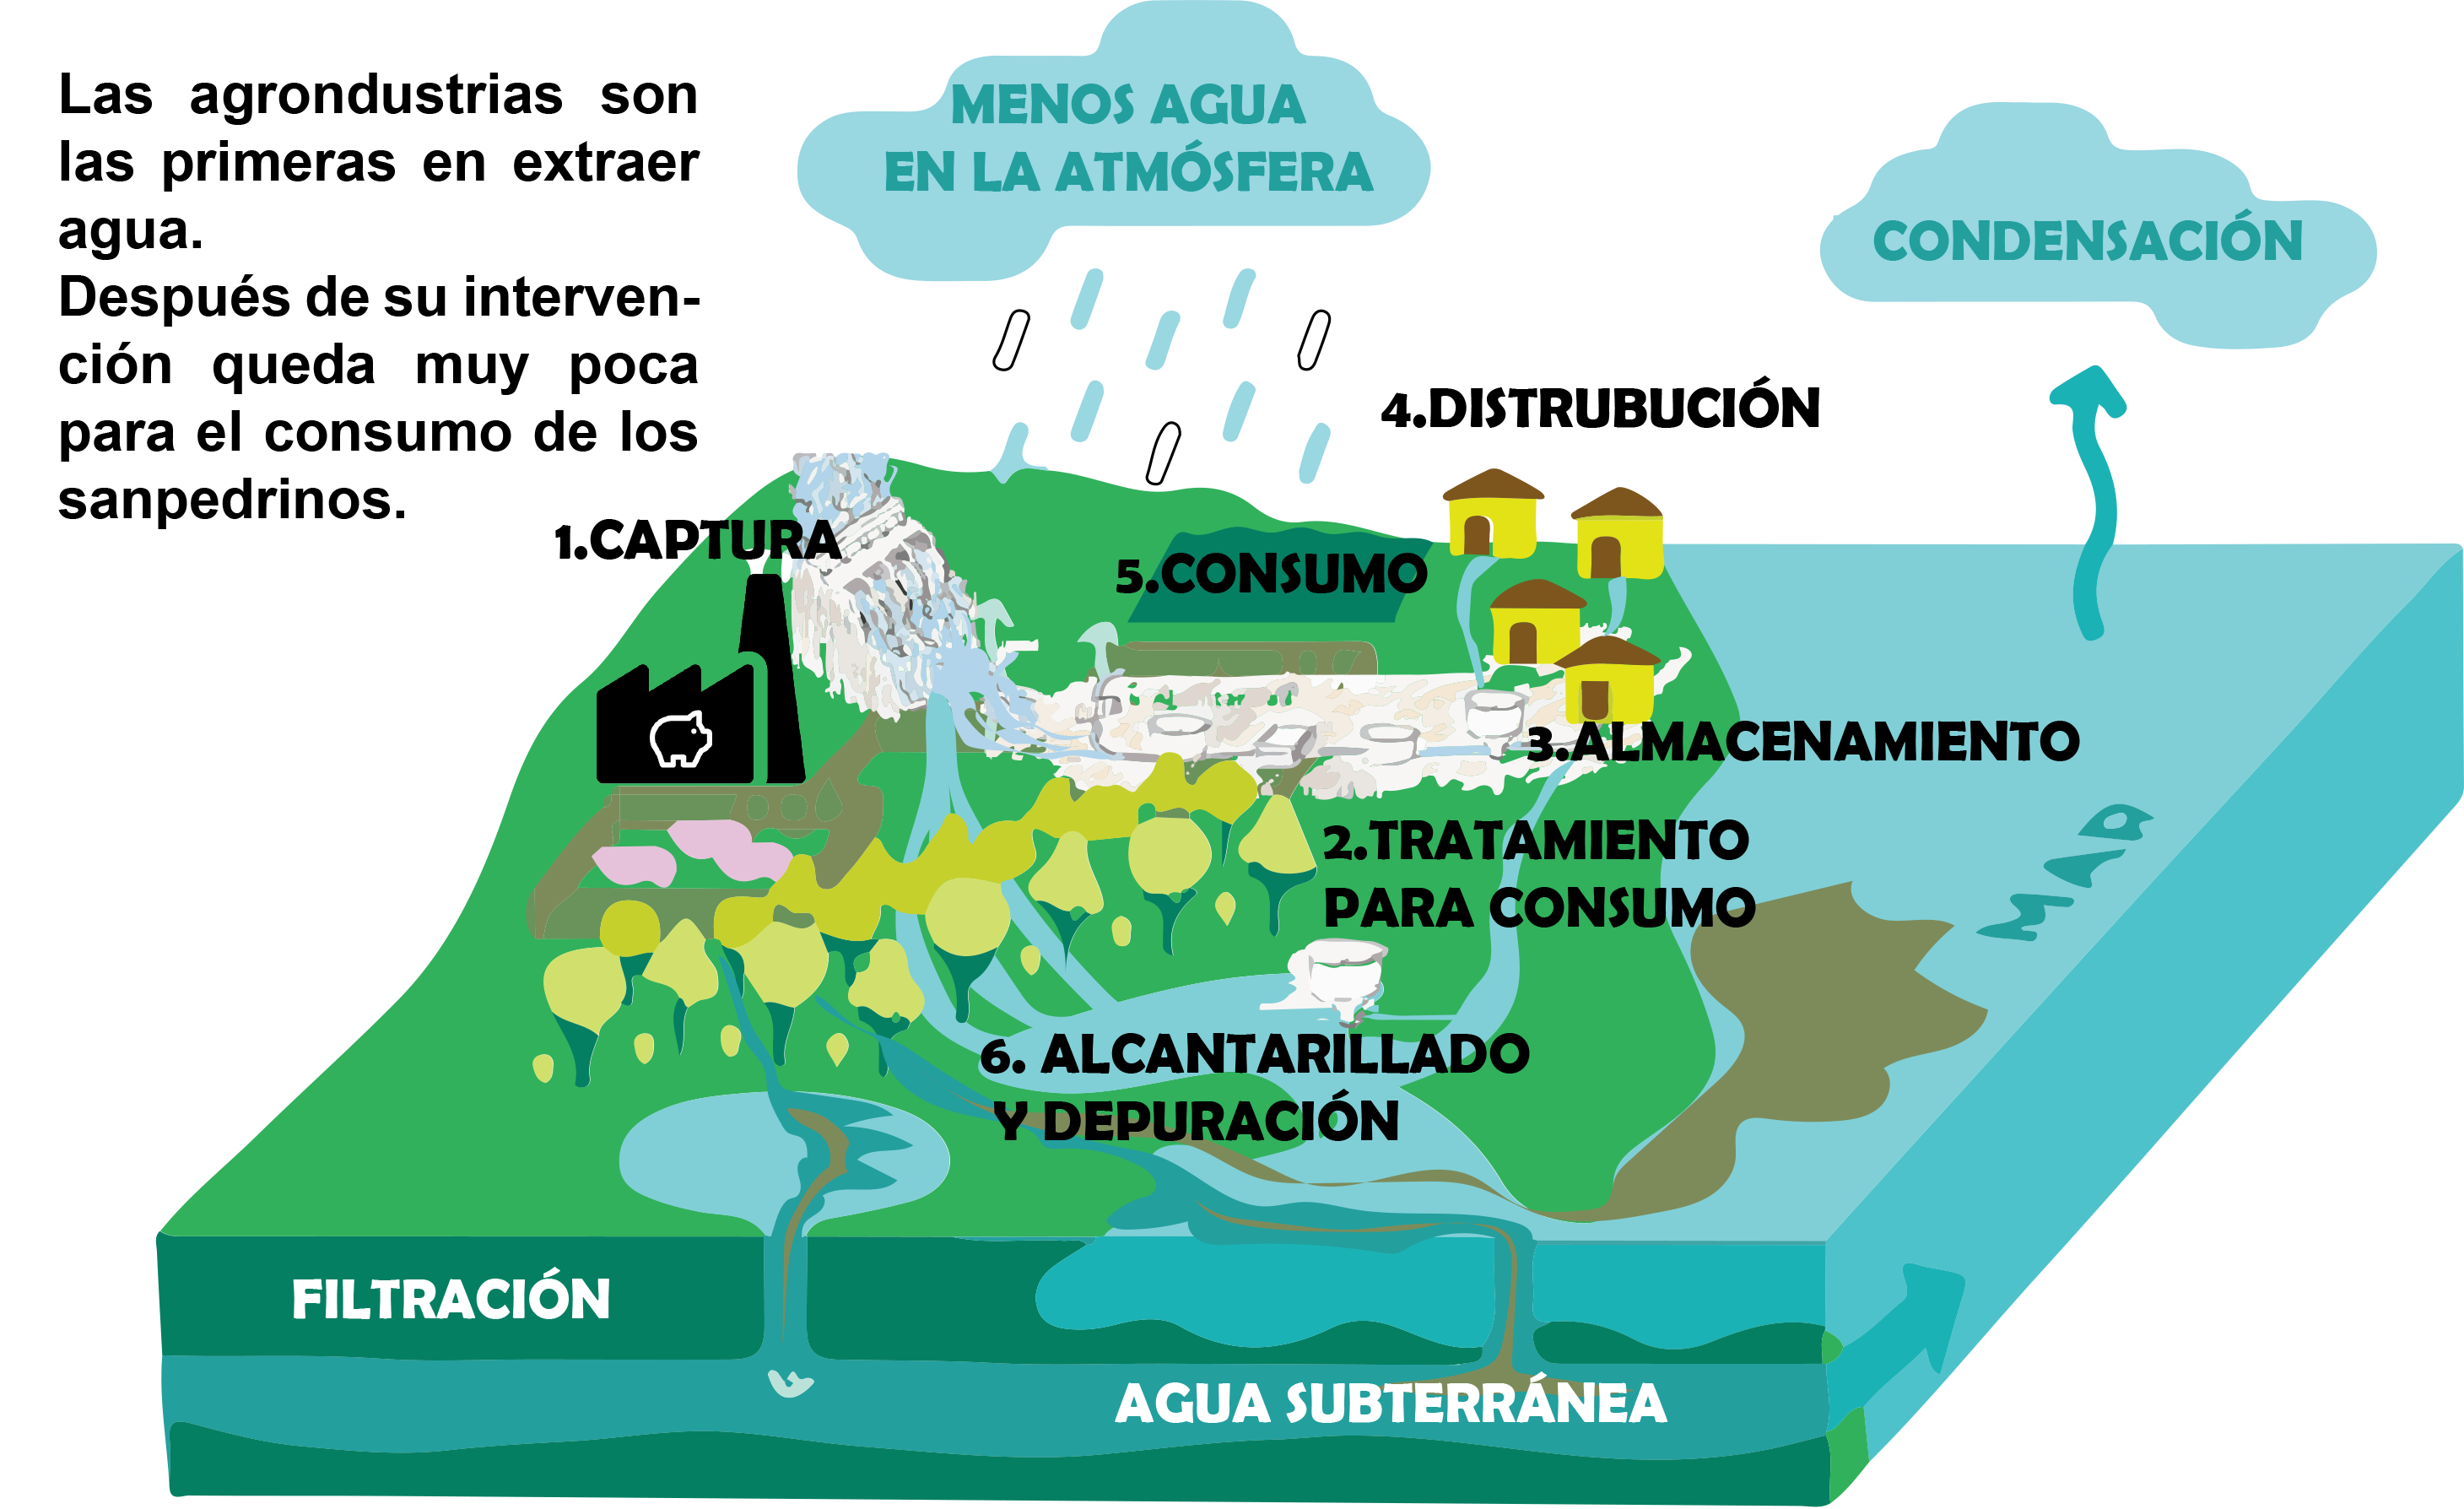 Las agrondustrias son
las primeras en extraer
agua.
Después de su interven-
ción queda muy poca
para el consumo de los
sanpedrinos.
MENOS AGUA
EN LA ATMÓSFERA
CONDENSACIÓN
4.DISTRUBUCIÓN
1.CAPTURA
5.CONSUMO
3.ALMACENAMIENTO
2.TRATAMIENTO
PARA CONSUMO
6. ALCANTARILLADO
Y DEPURACIÓN
FILTRACIÓN
AGUA SUBTERRÁNEA